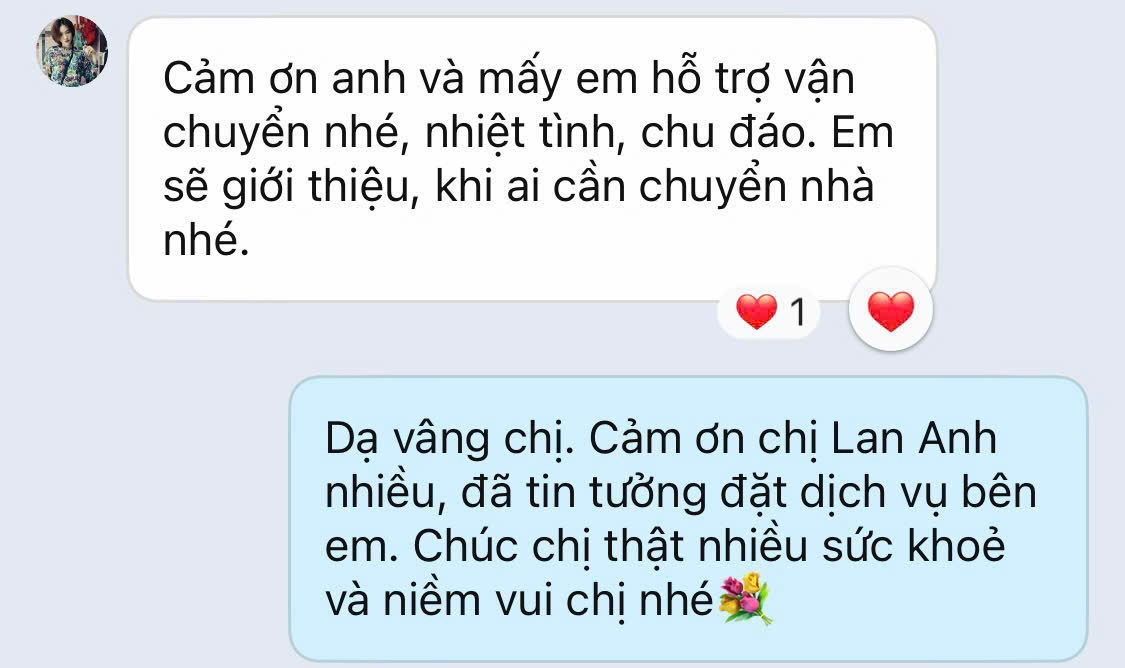 Cảm ơn anh và mấy em hỗ trợ vận
chuyển nhé, nhiệt tình, chu đáo. Em
sẽ giới thiệu, khi ai cần chuyển nhà
nhé.
❤️ 1
Dạ vâng chị. Cảm ơn chị Lan Anh
nhiều, đã tin tưởng đặt dịch vụ bên
em. Chúc chị thật nhiều sức khoẻ
và niềm vui chị nhé💐